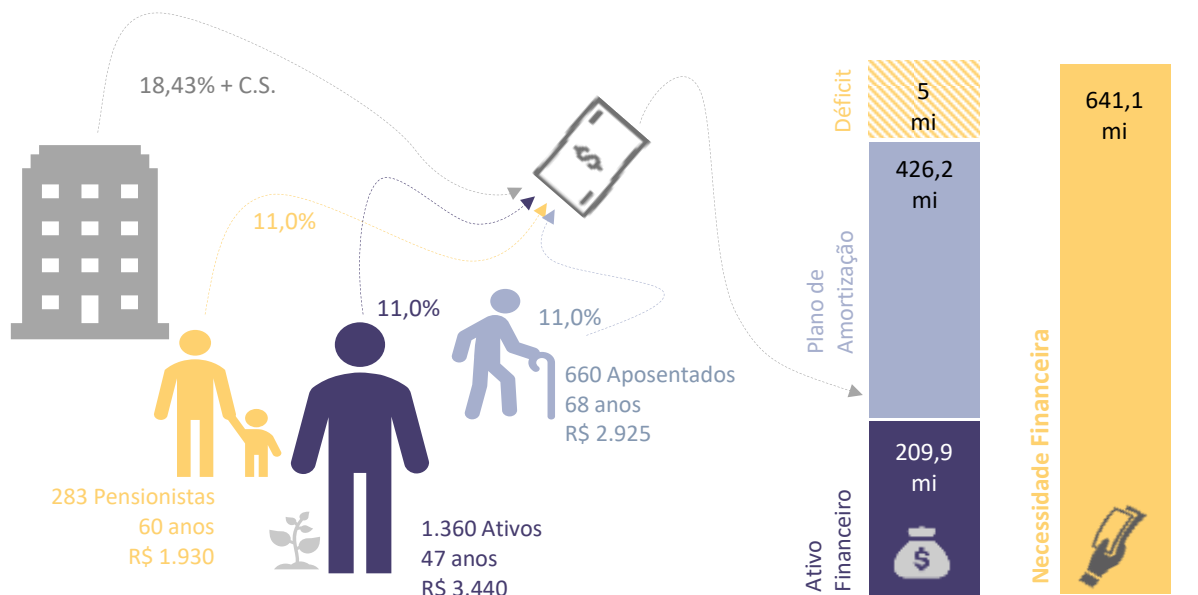 18,43% + C.S.
11,0%
11,0%
11,0%
283 Pensionistas
60 anos
R$ 1.930
1.360 Ativos
47 anos
R$ 3.440
660 Aposentados
68 anos
R$ 2.925
Déficit
5
mi
Plano de
Amortização
426,2
mi
Ativo
Financeiro
209,9
mi
$
$
Necessidade Financeira
641,1
mi